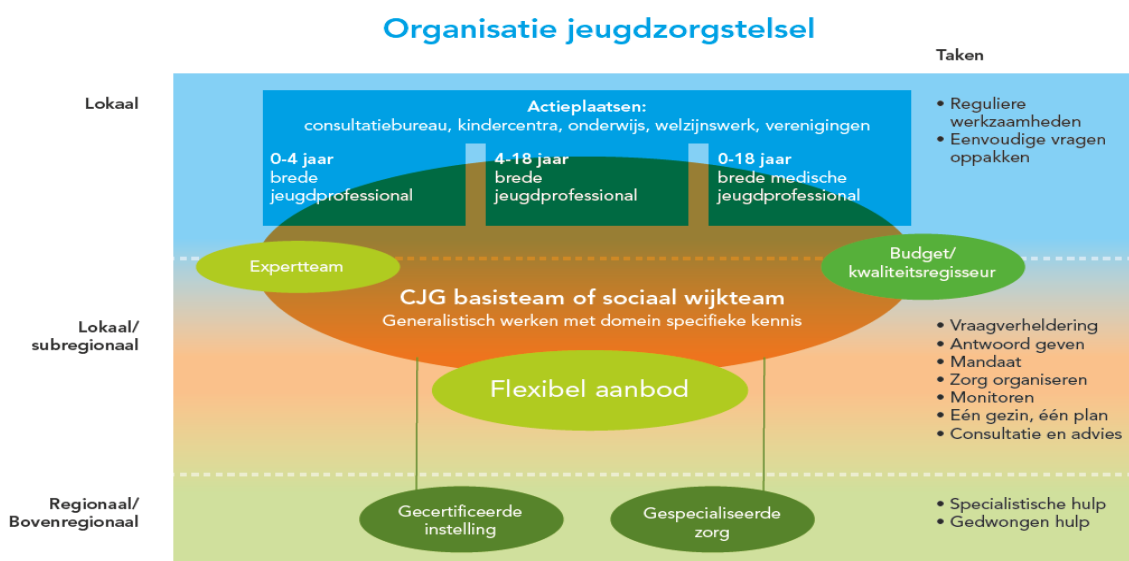 Organisatie jeugdzorgstelsel
Taken
Lokaal
Actieplaatsen:
consultatiebureau, kindercentra, onderwijs, welzijnswerk, verenigingen
0-4 jaar
brede
jeugdprofessional
4-18 jaar
brede
jeugdprofessional
0-18 jaar
brede medische
jeugdprofessional
• Reguliere
werkzaamheden
• Eenvoudige vragen
oppakken
Expertteam
Budget/
kwaliteitsregisseur
CJG basisteam of sociaal wijkteam
Generalistisch werken met domein specifieke kennis
Lokaal/
subregionaal
Flexibel aanbod
• Vraagverheldering
• Antwoord geven
• Mandaat
• Zorg organiseren
• Monitoren
• Eén gezin, één plan
• Consultatie en advies
Regionaal/
Bovenregionaal
Gecertificeerde
instelling
Gespecialiseerde
zorg
• Specialistische hulp
• Gedwongen hulp